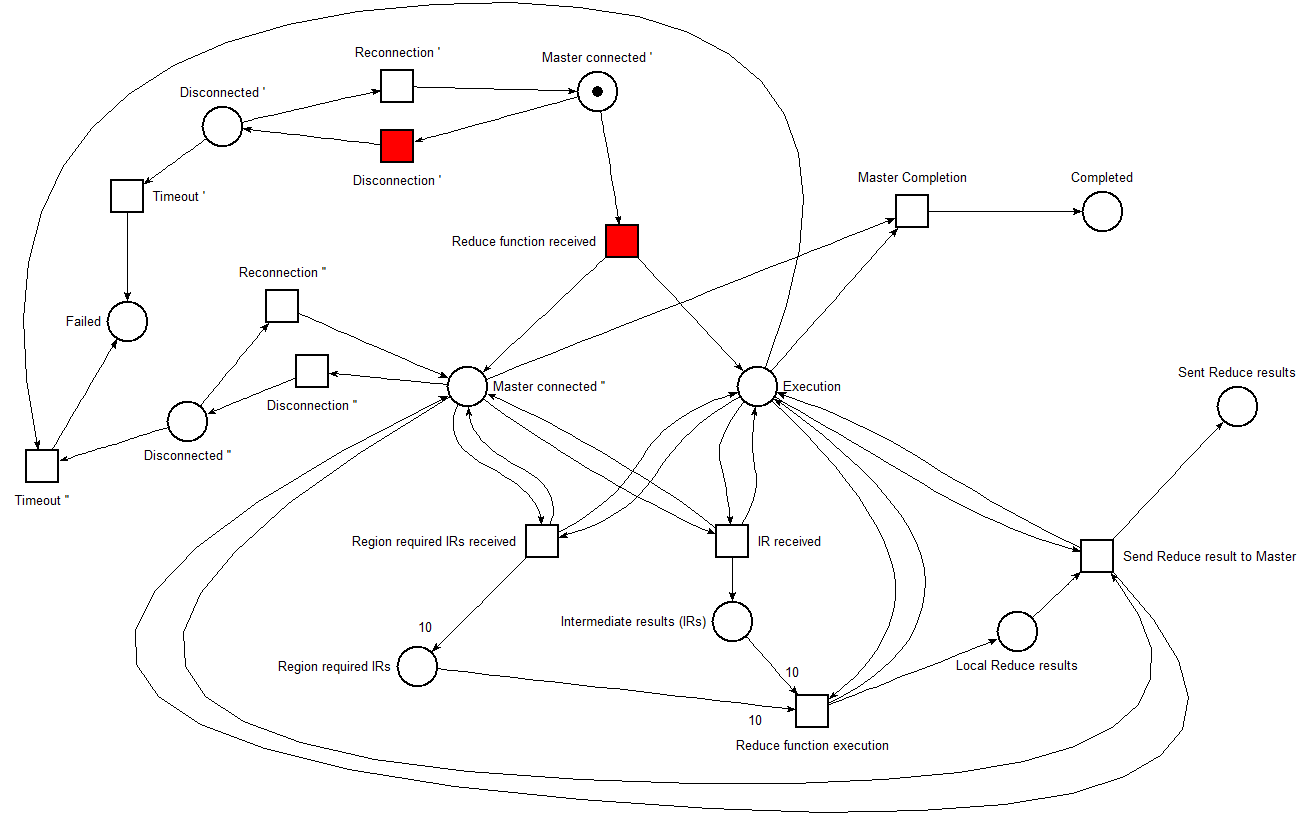 Reconnection '
Master connected '
Disconnected '
Disconnection '
Timeout '
Master Completion
Completed
Reduce function received
Reconnection "
Failed
Sent Reduce results
Master connected "
Execution
Disconnection "
Disconnected "
Timeout "
Region required IRs received
IR received
Send Reduce result to Master
Intermediate results (IRs)
10
Region required IRs
Local Reduce results
10
10
Reduce function execution